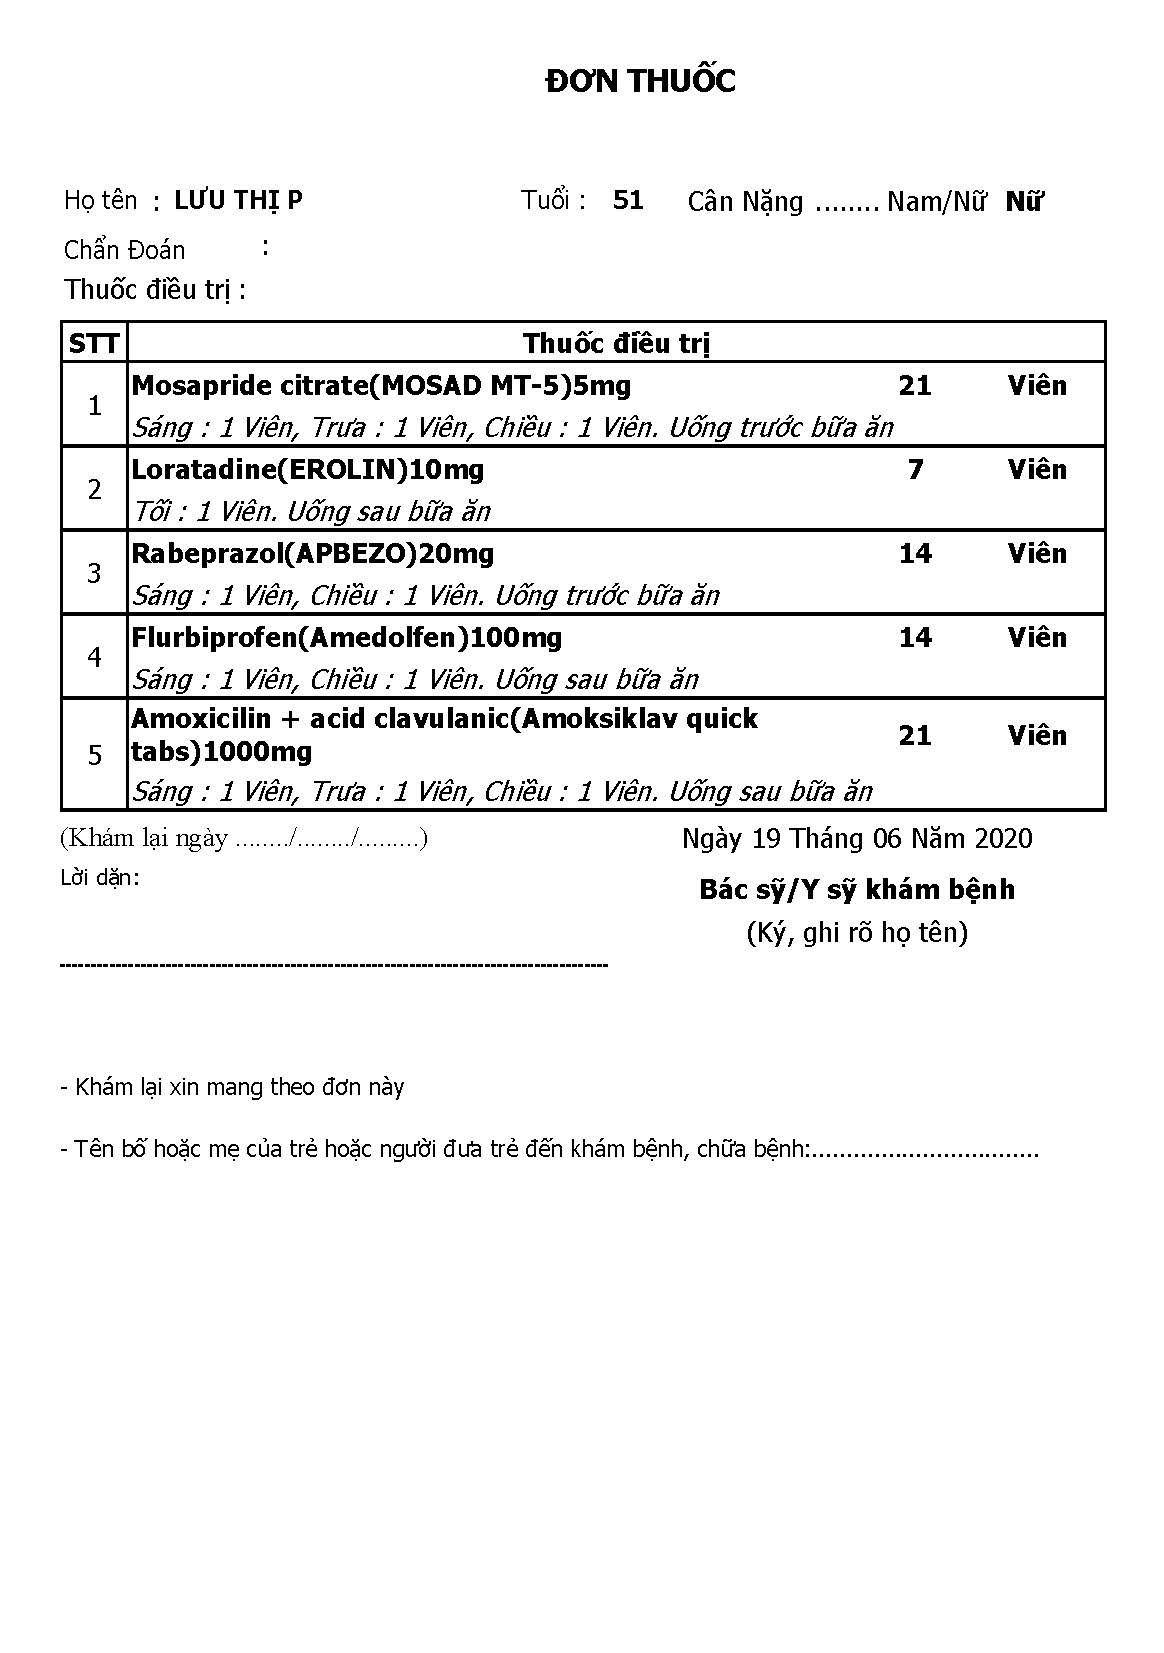 ĐƠN THUỐC
Họ tên : LƯU THỊ P Tuổi : 51 Cân Nặng ........ Nam/Nữ Nữ
Chẩn Đoán :
Thuốc điều trị :
STT Thuốc điều trị
1 Mosapride citrate(MOSAD MT-5)5mg 21 Viên
Sáng : 1 Viên, Trưa : 1 Viên, Chiều : 1 Viên. Uống trước bữa ăn
2 Loratadine(EROLIN)10mg 7 Viên
Tối : 1 Viên. Uống sau bữa ăn
3 Rabeprazol(APBEZO)20mg 14 Viên
Sáng : 1 Viên, Chiều : 1 Viên. Uống trước bữa ăn
4 Flurbiprofen(Amedolfen)100mg 14 Viên
Sáng : 1 Viên, Chiều : 1 Viên. Uống sau bữa ăn
5 Amoxicilin + acid clavulanic(Amoksiklav quick
tabs)1000mg 21 Viên
Sáng : 1 Viên, Trưa : 1 Viên, Chiều : 1 Viên. Uống sau bữa ăn
(Khám lại ngày ......../......../.........) Ngày 19 Tháng 06 Năm 2020
Lời dặn:
Bác sỹ/Y sỹ khám bệnh
(Ký, ghi rõ họ tên)
- Khám lại xin mang theo đơn này
- Tên bố hoặc mẹ của trẻ hoặc người đưa trẻ đến khám bệnh, chữa bệnh:.................................